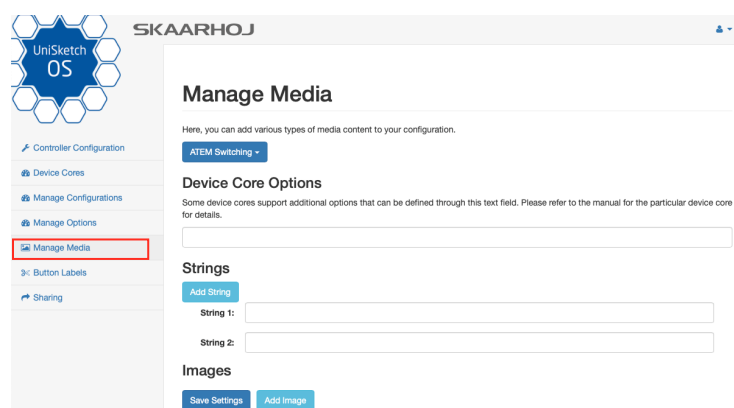 SKAARHOJ
UniSketch
OS
Controller Configuration
Device Cores
Manage Configurations
Manage Options
Manage Media
Button Labels
Sharing
Manage Media
Here, you can add various types of media content to your configuration.
ATEM Switching
Device Core Options
Some device cores support additional options that can be defined through this text field. Please refer to the manual for the particular device core
for details.
Strings
Add String
String 1:
String 2:
Images
Save Settings Add Image